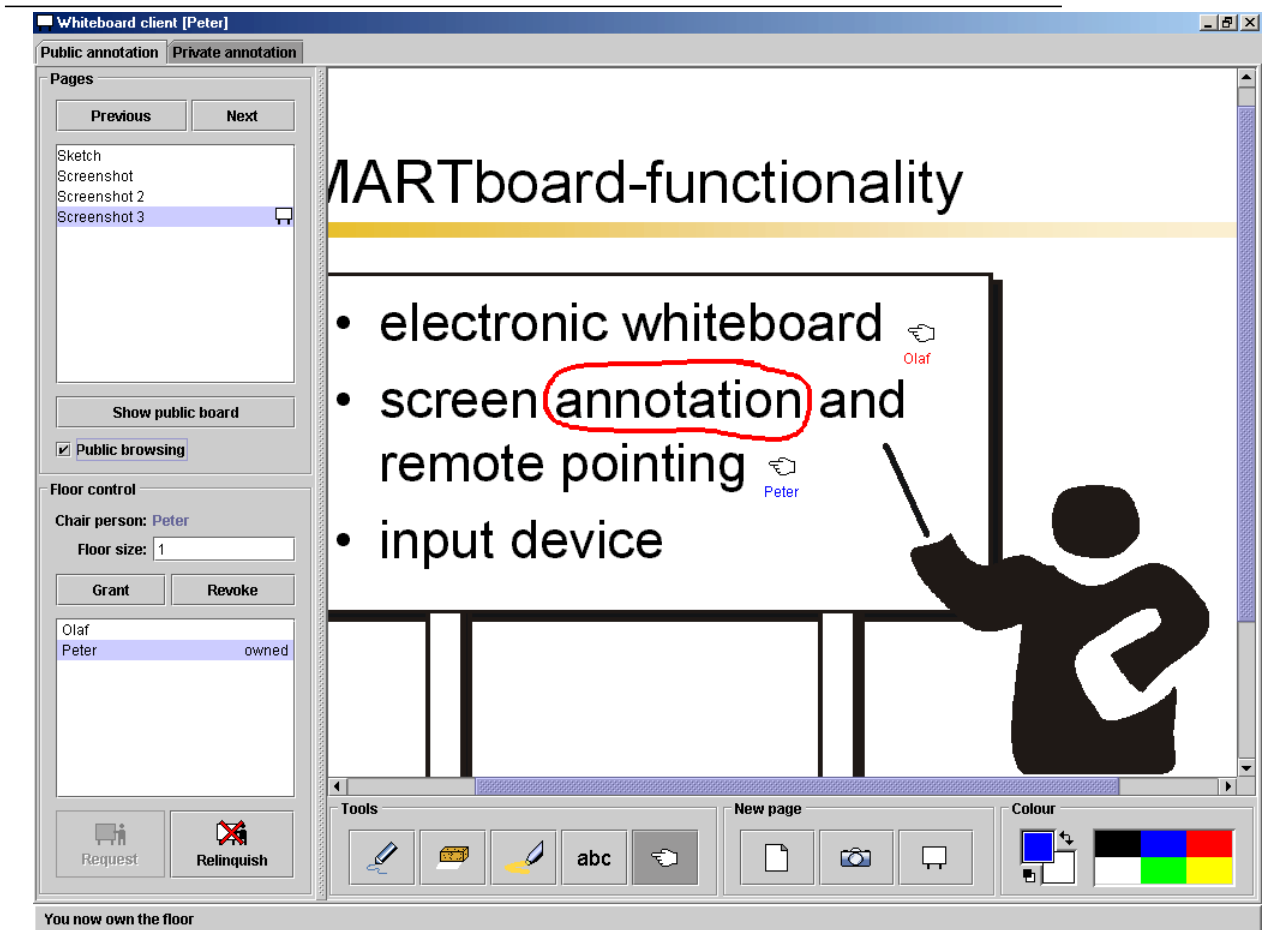 Whiteboard client [Peter]
Public annotation Private annotation
Pages
Previous Next
Sketch
Screenshot
Screenshot 2
Screenshot 3
Show public board
Public browsing
Floor control
Chair person: Peter
Floor size: 1
Grant Revoke
Olaf
Peter owned
Request Relinquish
MARTboard-functionality
• electronic whiteboard
Olaf
• screen annotation and
remote pointing
Peter
• input device
Tools
abc
New page
Colour
You now own the floor